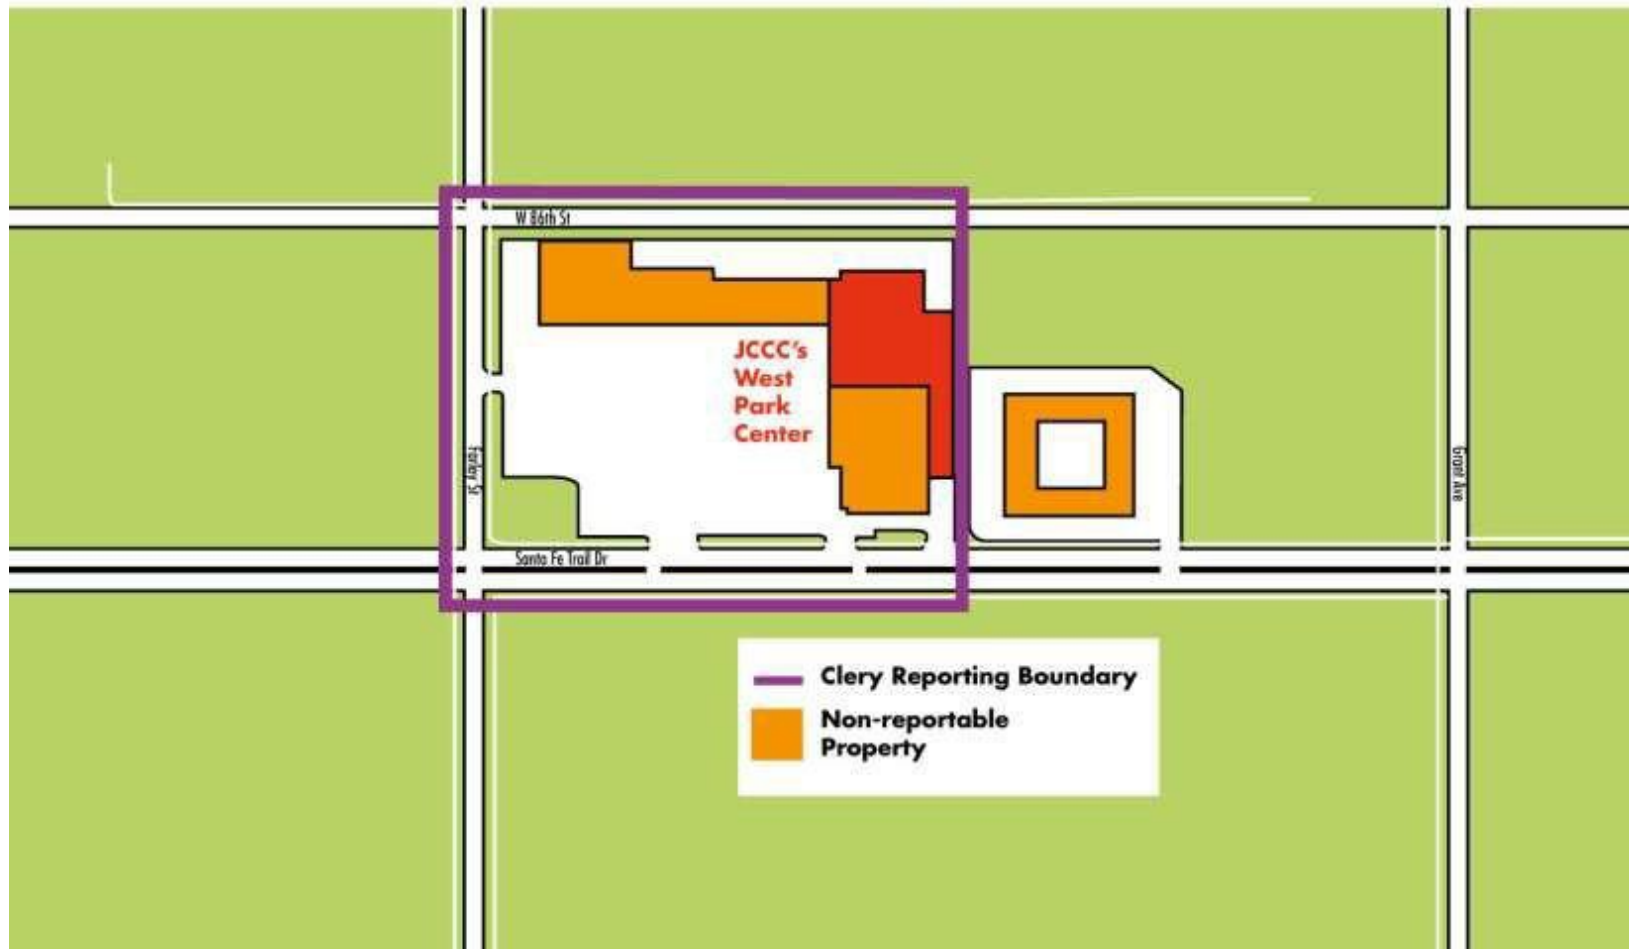 W 86th St
JCCC's
West
Park
Center
Farley St
Grant Ave
Santa Fe Trail Dr
Clery Reporting Boundary
Non-reportable
Property